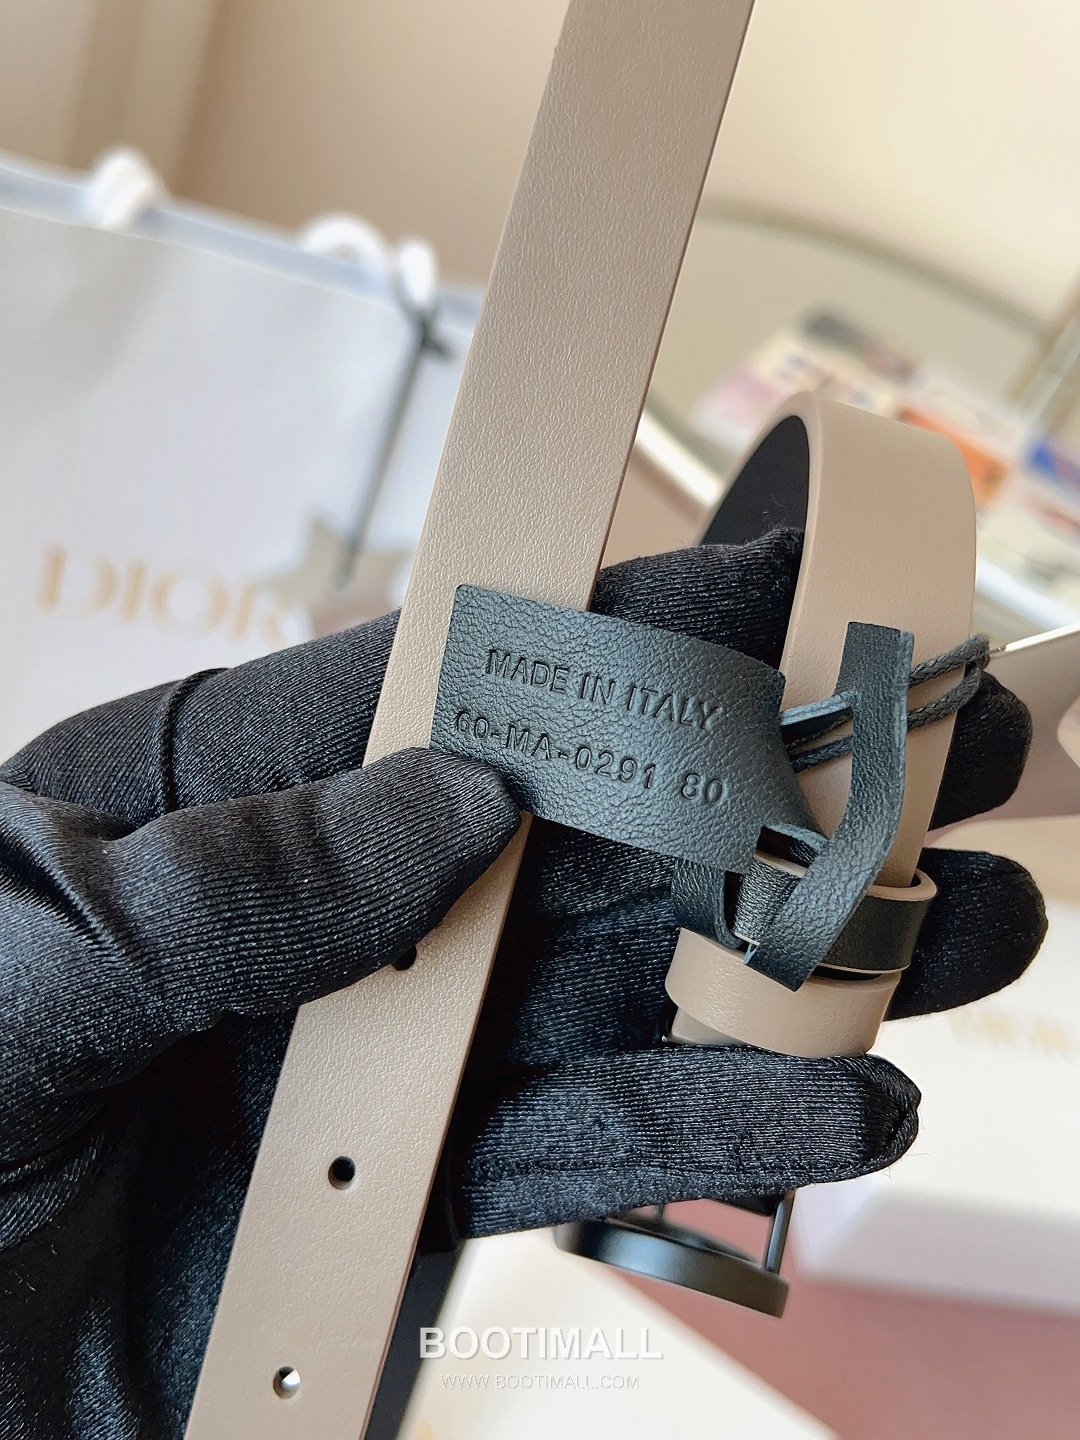 DIOR
MADE IN ITALY
60-MA-0291 80
BOOTIMALL
WWW.BOOTIMALL.COM